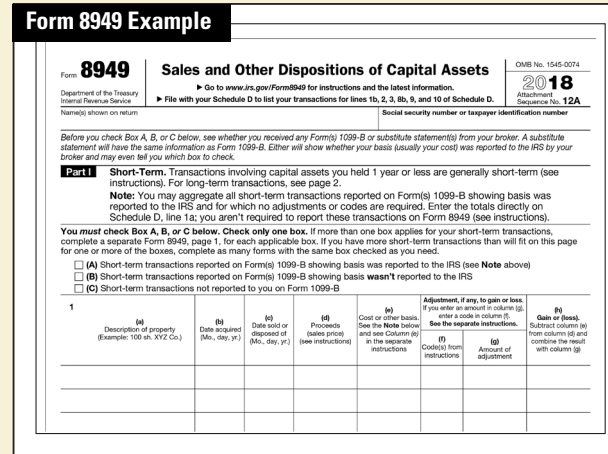 Form 8949 Example
Form 8949
Department of the Treasury
Internal Revenue Service
Sales and Other Dispositions of Capital Assets
► Go to www.irs.gov/Form8949 for instructions and the latest information.
► File with your Schedule D to list your transactions for lines 1b, 2, 3, 8b, 9, and 10 of Schedule D.
OMB No. 1545-0074
2018
Attachment
Sequence No. 12A
Name(s) shown on return
Social security number or taxpayer identification number
Before you check Box A, B, or C below, see whether you received any Form(s) 1099-B or substitute statement(s) from your broker. A substitute
statement will have the same information as Form 1099-B. Either will show whether your basis (usually your cost) was reported to the IRS by your
broker and may even tell you which box to check.
Part I Short-Term. Transactions involving capital assets you held 1 year or less are generally short-term (see
instructions). For long-term transactions, see page 2.
Note: You may aggregate all short-term transactions reported on Form(s) 1099-B showing basis was
reported to the IRS and for which no adjustments or codes are required. Enter the totals directly on
Schedule D, line 1a; you aren't required to report these transactions on Form 8949 (see instructions).
You must check Box A, B, or C below. Check only one box. If more than one box applies for your short-term transactions,
complete a separate Form 8949, page 1, for each applicable box. If you have more short-term transactions than will fit on this page
for one or more of the boxes, complete as many forms with the same box checked as you need.
(A) Short-term transactions reported on Form(s) 1099-B showing basis was reported to the IRS (see Note above)
(B) Short-term transactions reported on Form(s) 1099-B showing basis wasn't reported to the IRS
(C) Short-term transactions not reported to you on Form 1099-B
1
(a)
Description of property
(Example: 100 sh. XYZ Co.)
(b)
Date acquired
(Mo., day, yr.)
(c)
Date sold or
disposed of
(Mo., day, yr.)
(d)
Proceeds
(sales price)
(see instructions)
(e)
Cost or other basis.
See the Note below
and see Column (e)
in the separate
instructions
Adjustment, if any, to gain or loss.
If you enter an amount in column (g),
enter a code in column (f).
See the separate instructions.
(f)
Code(s) from
instructions
(g)
Amount of
adjustment
(h)
Gain or (loss).
Subtract column (e)
from column (d) and
combine the result
with column (g)